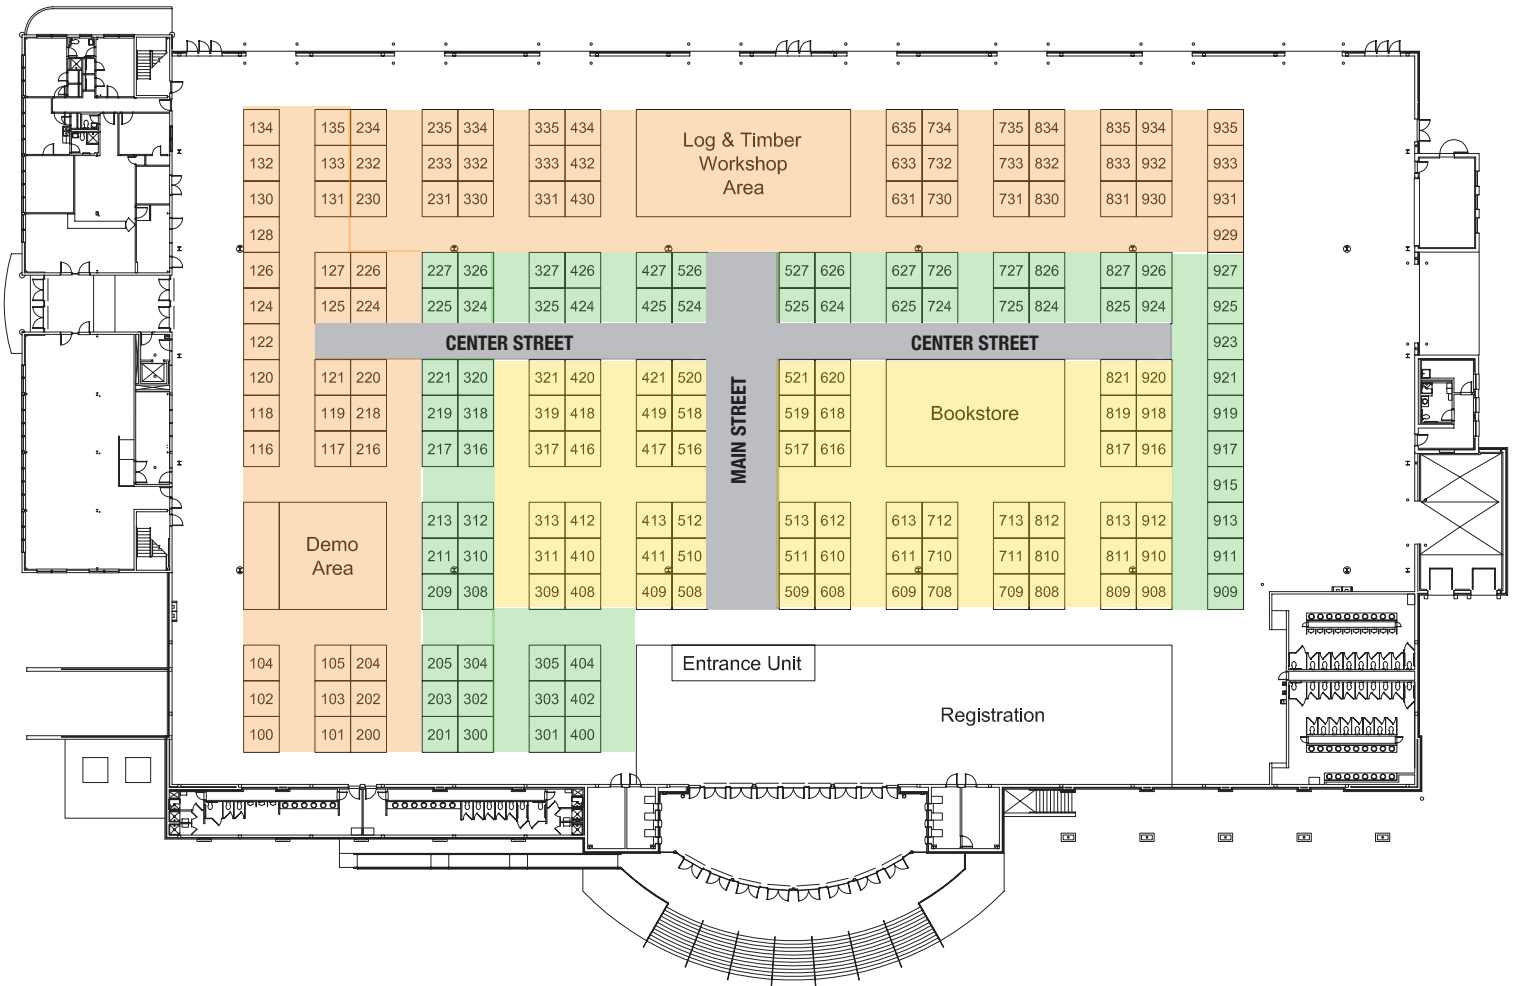 134 135 234 235 334 335 434 635 734 735 834 835 934 935
Log & Timber
132 133 232 233 332 333 432 Workshop 633 732 733 832 833 932 933
Area
130 131 230 231 330 331 430 631 730 731 830 831 930 931
128 929
126 127 226 227 326 327 426 427 526 527 626 627 726 727 826 827 926 927
124 125 224 225 324 325 424 425 524 525 624 625 724 725 824 825 924 925
122 CENTER STREET CENTER STREET 923
120 121 220 221 320 321 420 421 520 521 620 821 920 921
MAIN STREET
118 119 218 219 318 319 418 419 518 519 618 Bookstore 819 918 919
116 117 216 217 316 317 416 417 516 517 616 817 916 917
915
213 312 313 412 413 512 513 612 613 712 713 812 813 912 913
Demo
Area
211 310 311 410 411 510 511 610 611 710 711 810 811 910 911
209 308 309 408 409 508 509 608 609 708 709 808 809 908 909
104 105 204 205 304 305 404 Entrance Unit
102 103 202 203 302 303 402
Registration
100 101 200 201 300 301 400